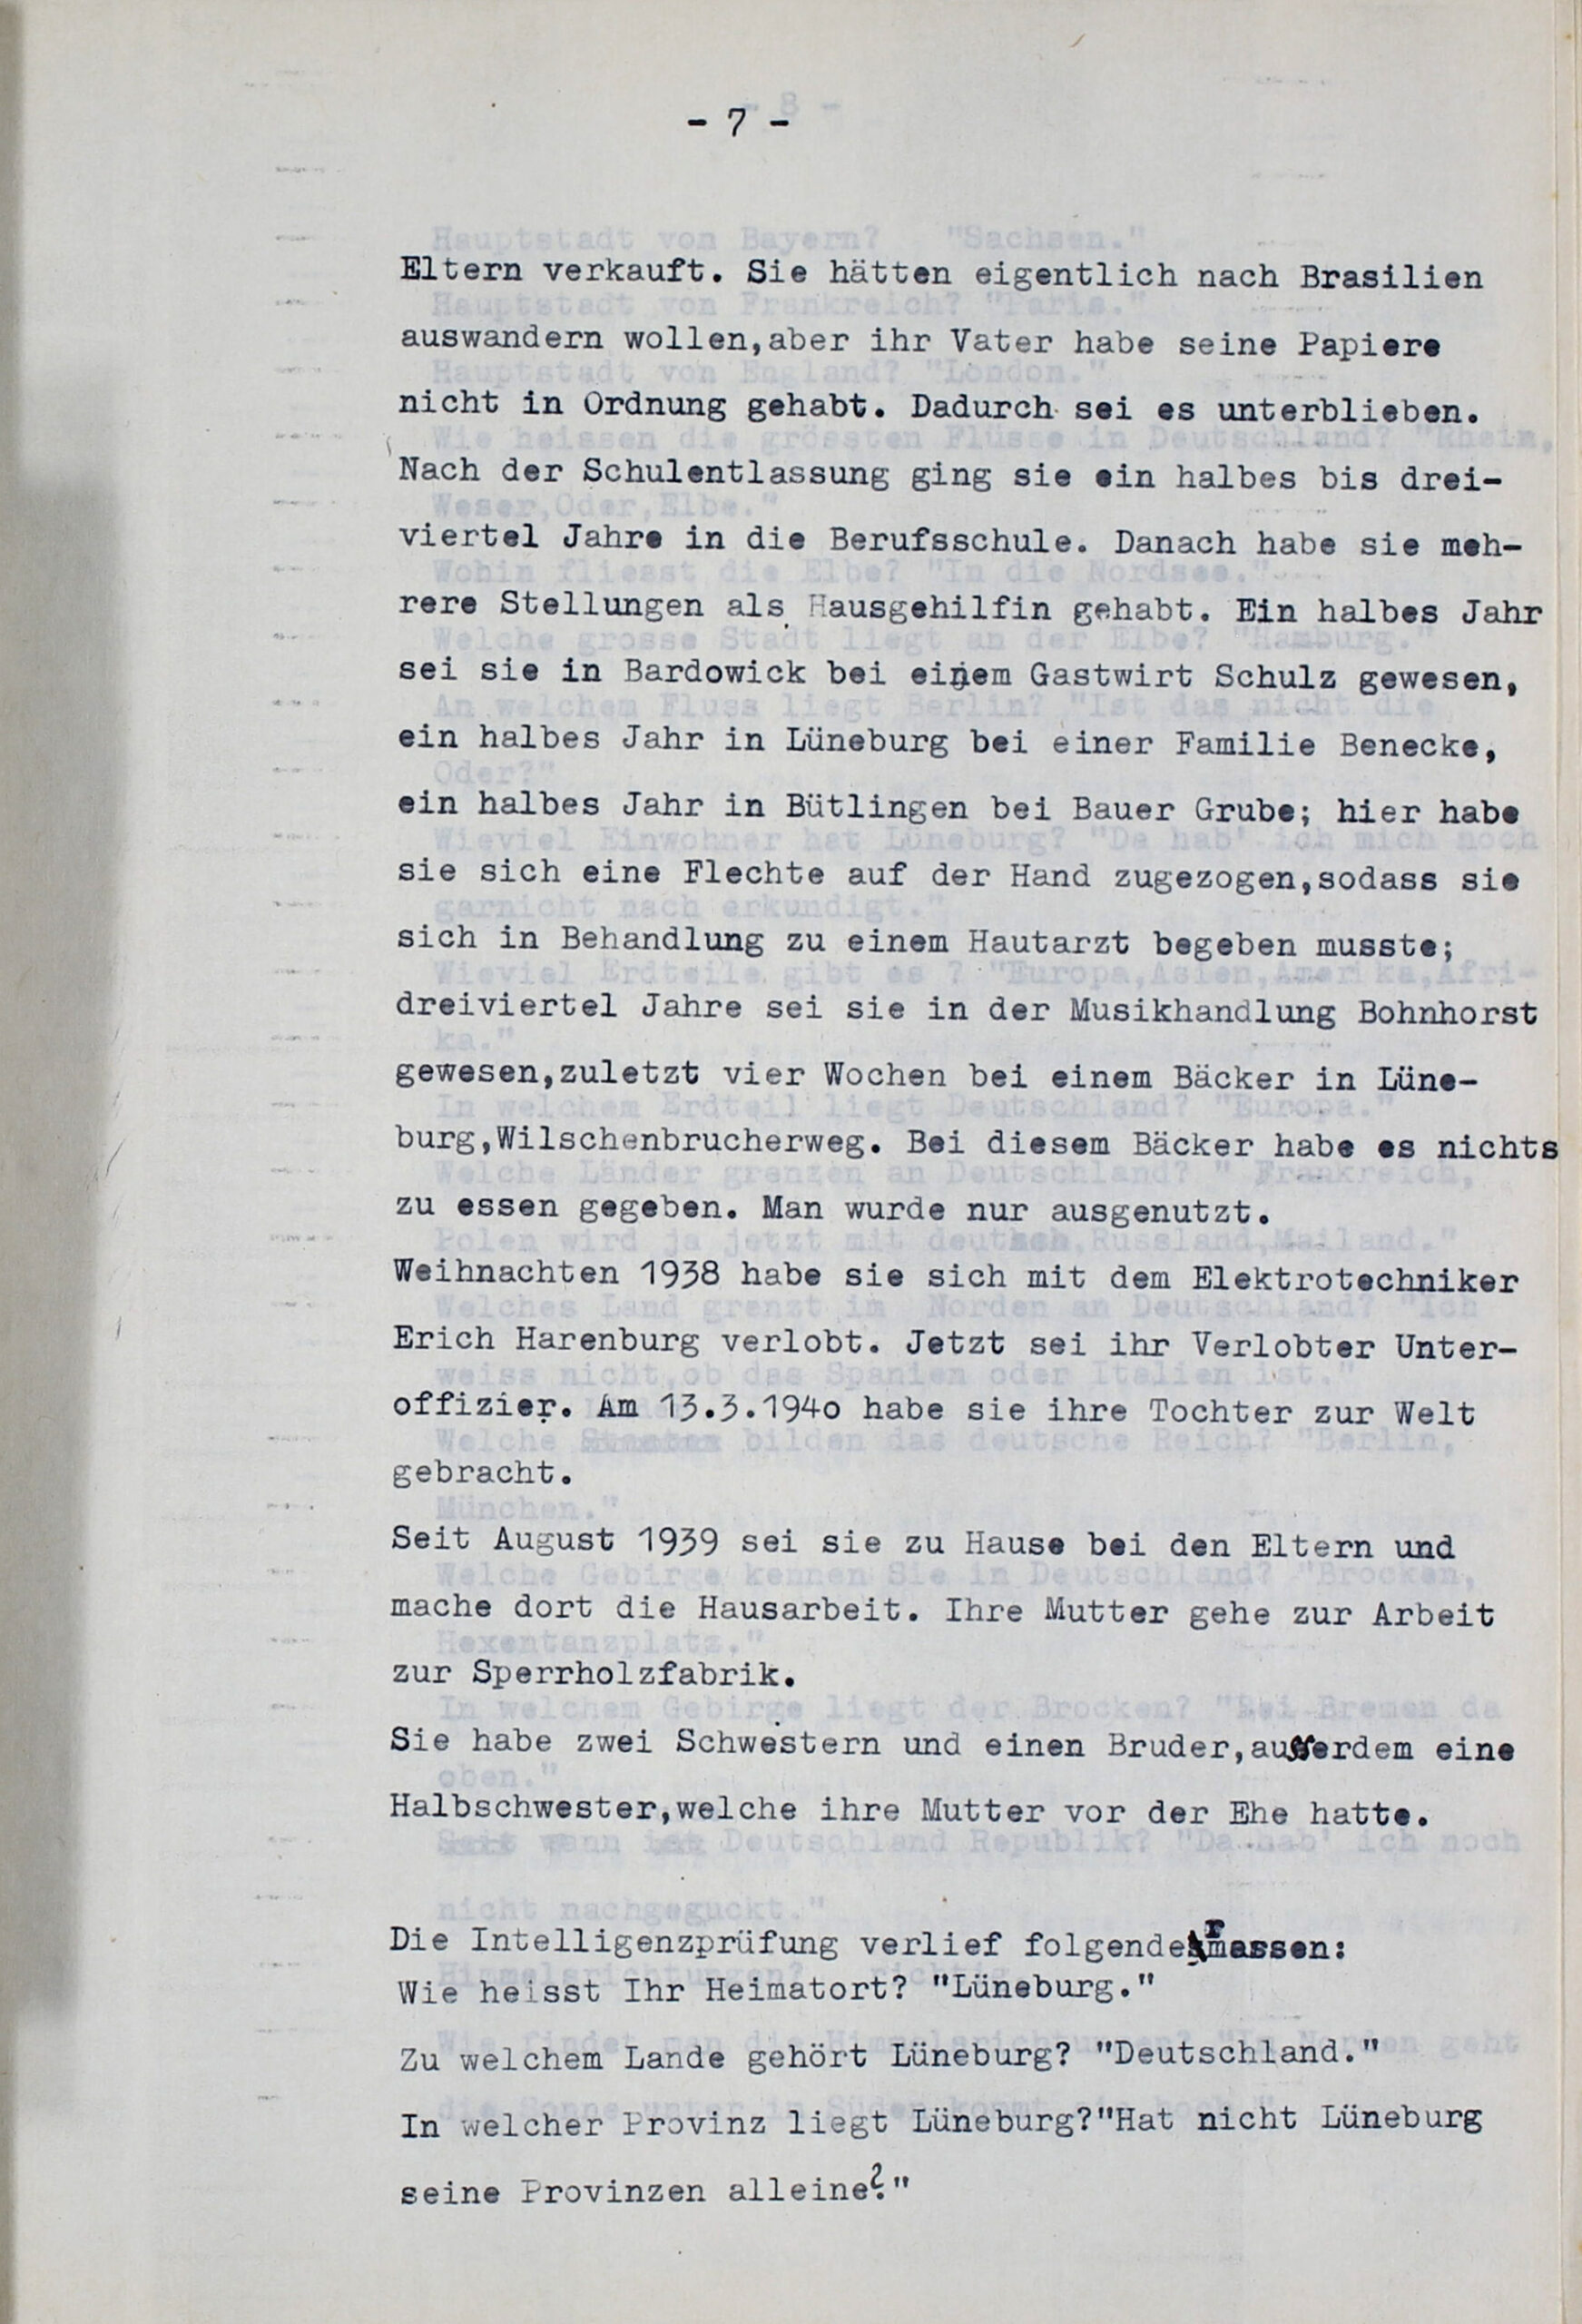 - 7 -
Eltern verkauft. Sie hätten eigentlich nach Brasilien
auswandern wollen,aber ihr Vater habe seine Papiere
nicht in Ordnung gehabt. Dadurch sei es unterblieben.
Nach der Schulentlassung ging sie ein halbes bis drei-
viertel Jahre in die Berufsschule. Danach habe sie meh-
rere Stellungen als Hausgehilfin gehabt. Ein halbes Jahr
sei sie in Bardowick bei einem Gastwirt Schulz gewesen,
ein halbes Jahr in Lüneburg bei einer Familie Benecke,
ein halbes Jahr in Bütlingen bei Bauer Grube; hier habe
sie sich eine Flechte auf der Hand zugezogen,sodass sie
sich in Behandlung zu einem Hautarzt begeben musste;
dreiviertel Jahre sei sie in der Musikhandlung Bohnhorst
gewesen,zuletzt vier Wochen bei einem Bäcker in Lüne-
burg,Wilschenbrucherweg. Bei diesem Bäcker habe es nichts
zu essen gegeben. Man wurde nur ausgenutzt.
Weihnachten 1938 habe sie sich mit dem Elektrotechniker
Erich Harenburg verlobt. Jetzt sei ihr Verlobter Unter-
offizier. Am 13.3.1940 habe sie ihre Tochter zur Welt
gebracht.
Seit August 1939 sei sie zu Hause bei den Eltern und
mache dort die Hausarbeit. Ihre Mutter gehe zur Arbeit
zur Sperrholzfabrik.
Sie habe zwei Schwestern und einen Bruder,ausserdem eine
Halbschwester,welche ihre Mutter vor der Ehe hatte.
Die Intelligenzprüfung verlief folgendermassen:
Wie heisst Ihr Heimatort? "Lüneburg."
Zu welchem Lande gehört Lüneburg? "Deutschland."
In welcher Provinz liegt Lüneburg?"Hat nicht Lüneburg
seine Provinzen alleine?"